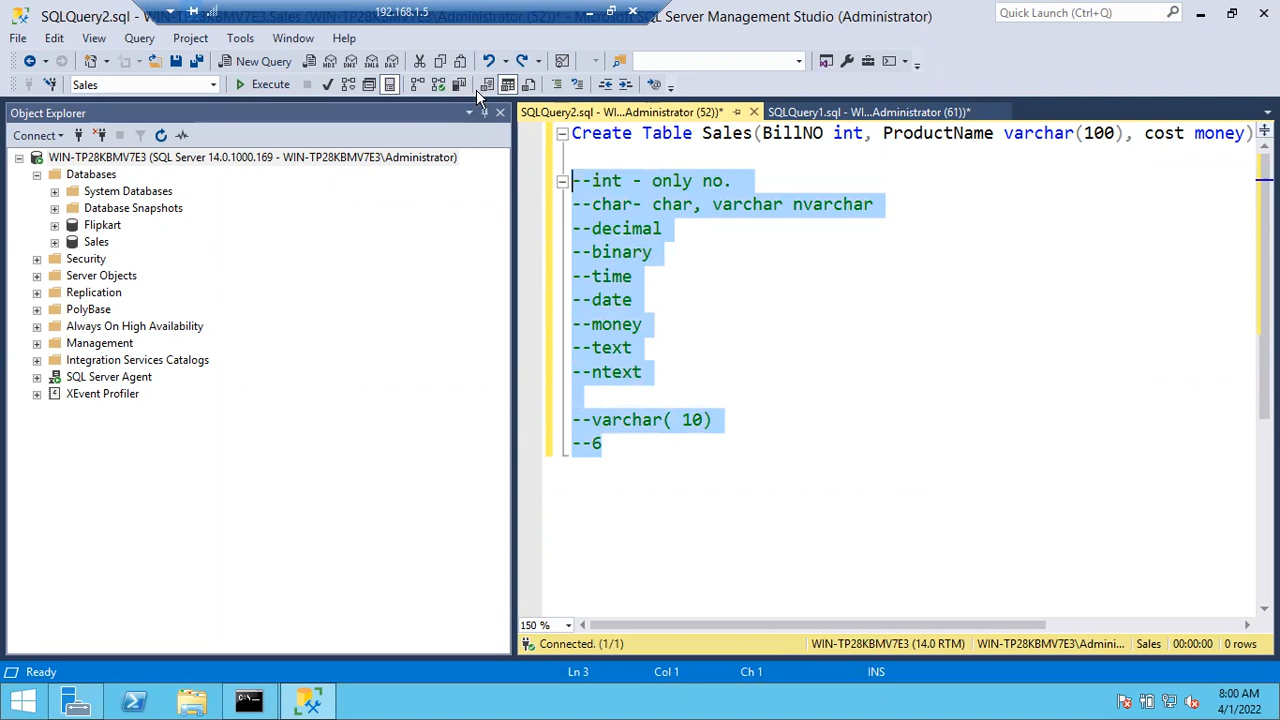 SQLQuery2.sql - WIN-TP28KBMV7E3.Sales (WIN-TP28KBMV7E3\Administrator (52))* - Microsoft SQL Server Management Studio (Administrator)
192.168.1.5
Quick Launch (Ctrl+Q)
File Edit View Query Project Tools Window Help
New Query MDX DMX XMLA DAX
Sales Execute
Object Explorer
SQLQuery2.sql - WI...Administrator (52))*
SQLQuery1.sql - WI...Administrator (61))*
Connect
WIN-TP28KBMV7E3 (SQL Server 14.0.1000.169 - WIN-TP28KBMV7E3\Administrator)
Databases
System Databases
Database Snapshots
Flipkart
Sales
Security
Server Objects
Replication
PolyBase
Always On High Availability
Management
Integration Services Catalogs
SQL Server Agent
XEvent Profiler
Create Table Sales(BillNO int, ProductName varchar(100), cost money)
--int - only no.
--char- char, varchar nvarchar
--decimal
--binary
--time
--date
--money
--text
--ntext
--varchar( 10)
--6
150 %
Connected. (1/1)
WIN-TP28KBMV7E3 (14.0 RTM)
WIN-TP28KBMV7E3\Admini...
Sales
00:00:00
0 rows
Ready
Ln 3
Col 1
Ch 1
INS
8:00 AM
4/1/2022